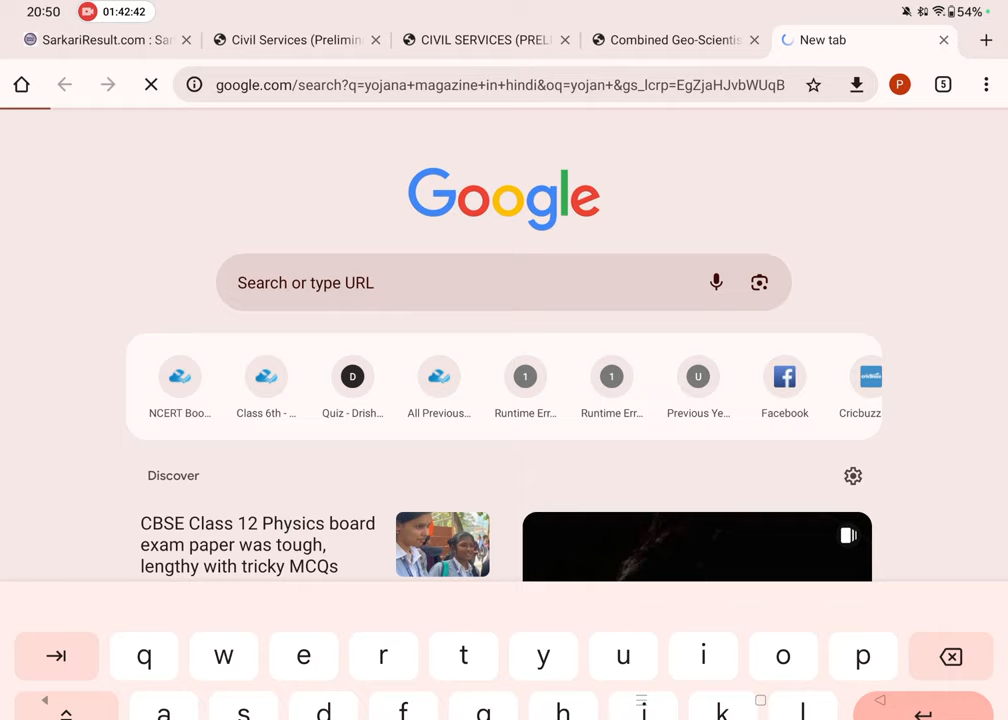 20:50 01:42:42 54%
SarkariResult.com : Sar Civil Services (Prelimin CIVIL SERVICES (PREL Combined Geo-Scientis New tab
google.com/search?q=yojana+magazine+in+hindi&oq=yojan+&gs_lcrp=EgZjaHJvbWUqB P 5
Google
Search or type URL
D 1 1 U cricbuzz
NCERT Boo... Class 6th - ... Quiz - Drish... All Previous... Runtime Err... Runtime Err... Previous Ye... Facebook Cricbuzz
Discover
CBSE Class 12 Physics board
exam paper was tough,
lengthy with tricky MCQs
q w e r t y u i o p
a s d f g h j k l